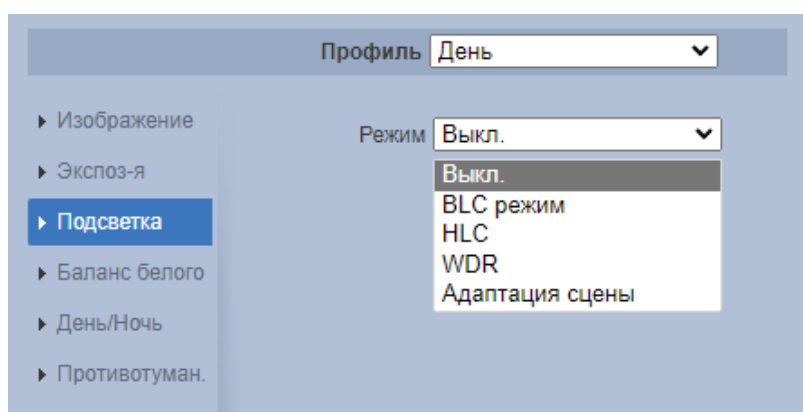 Профиль День
Изображение
Режим Выкл.
Экспоз-я
Выкл.
BLC режим
Подсветка
HLC
WDR
Баланс белого
Адаптация сцены
День/Ночь
Противотуман.